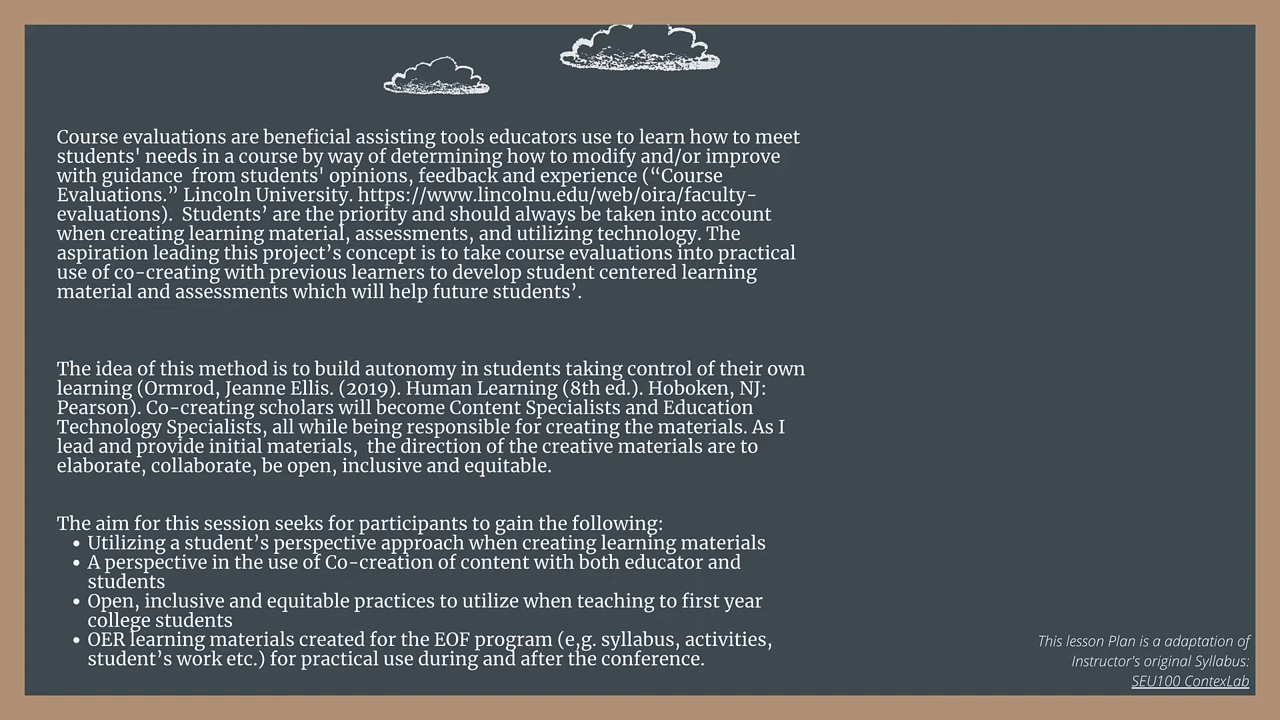 Course evaluations are beneficial assisting tools educators use to learn how to meet
students' needs in a course by way of determining how to modify and/or improve
with guidance  from students' opinions, feedback and experience (“Course
Evaluations.” Lincoln University. https://www.lincolnu.edu/web/oira/faculty-
evaluations).  Students’ are the priority and should always be taken into account
when creating learning material, assessments, and utilizing technology. The
aspiration leading this project’s concept is to take course evaluations into practical
use of co-creating with previous learners to develop student centered learning
material and assessments which will help future students’.
The idea of this method is to build autonomy in students taking control of their own
learning (Ormrod, Jeanne Ellis. (2019). Human Learning (8th ed.). Hoboken, NJ:
Pearson). Co-creating scholars will become Content Specialists and Education
Technology Specialists, all while being responsible for creating the materials. As I
lead and provide initial materials,  the direction of the creative materials are to
elaborate, collaborate, be open, inclusive and equitable.
The aim for this session seeks for participants to gain the following:
• Utilizing a student’s perspective approach when creating learning materials
• A perspective in the use of Co-creation of content with both educator and
students
• Open, inclusive and equitable practices to utilize when teaching to first year
college students
• OER learning materials created for the EOF program (e,g. syllabus, activities,
student’s work etc.) for practical use during and after the conference.
This lesson Plan is a adaptation of
Instructor's original Syllabus:
SEU100 ContexLab